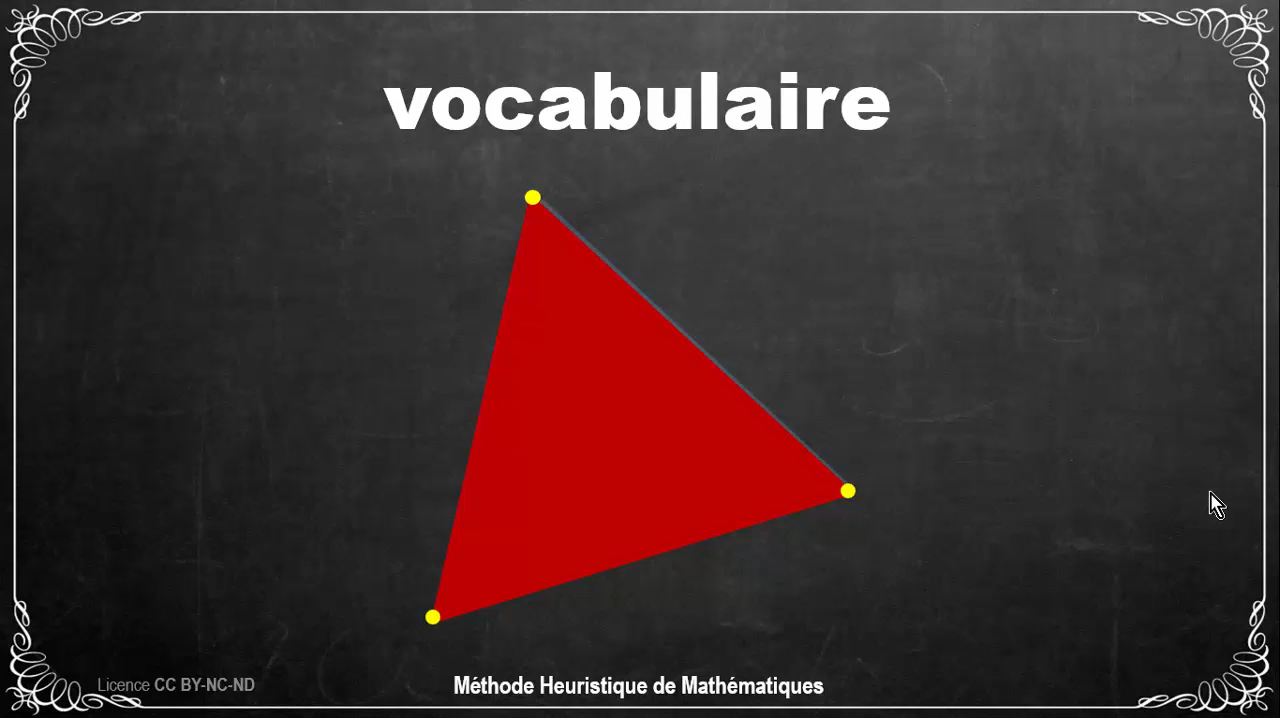 vocabulaire
Licence CC BY-NC-ND
Méthode Heuristique de Mathématiques